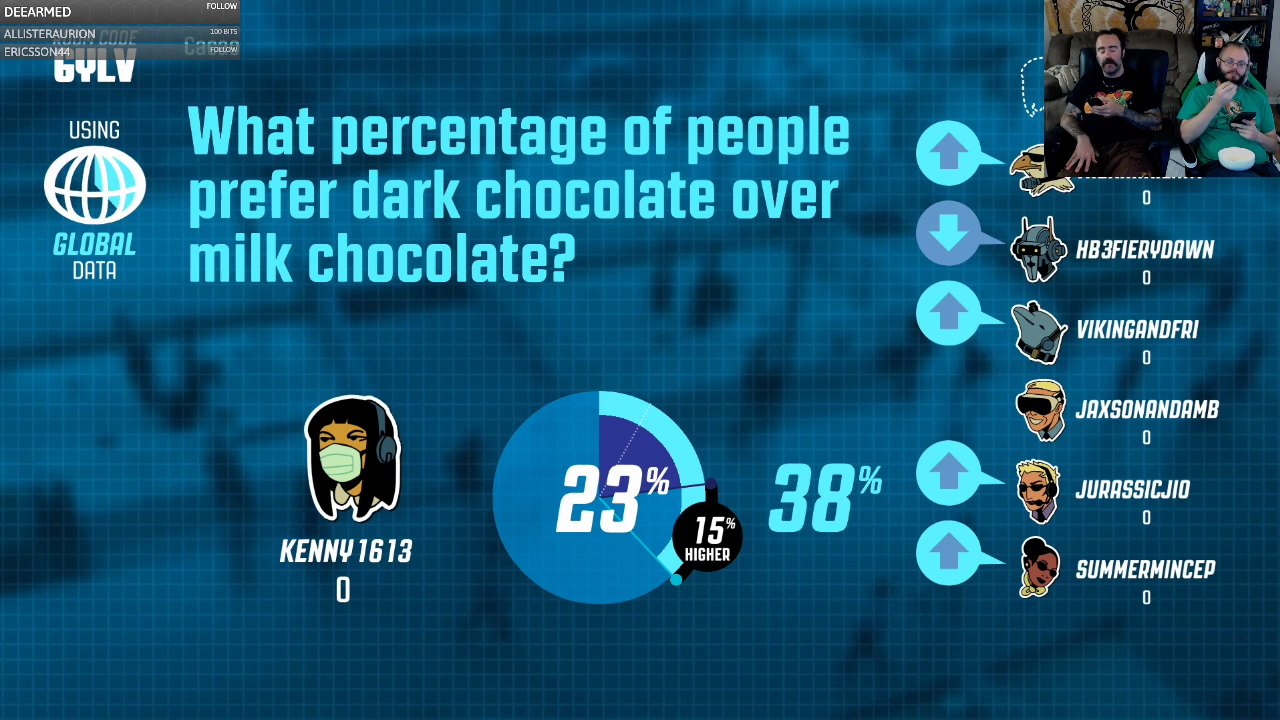 DEEARMED FOLLOW
ALLISTERAURION 100 BITS
ERICSSON44 FOLLOW
GYLV
USING
GLOBAL
DATA
What percentage of people
prefer dark chocolate over
milk chocolate?
0
HB3FIERYDAWN
0
VIKINGANDFRI
0
JAXSONANDAMB
0
JURASSICJIO
0
SUMMERMINCEP
0
23%
38%
15%
HIGHER
KENNY1613
0